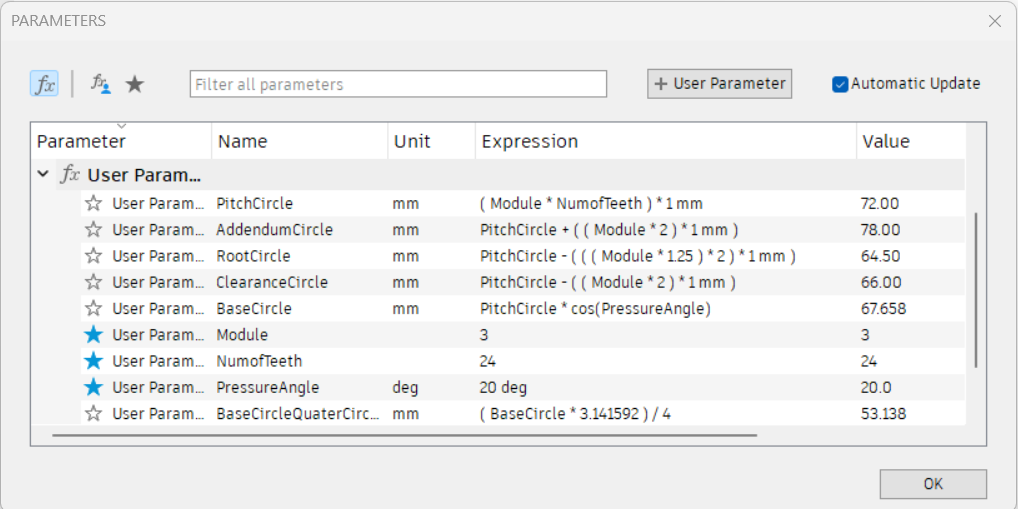 PARAMETERS
fx fx Filter all parameters + User Parameter Automatic Update
Parameter Name Unit Expression Value
fx User Param...
User Param... PitchCircle mm ( Module * NumofTeeth ) * 1 mm 72.00
User Param... AddendumCircle mm PitchCircle + ( ( Module * 2 ) * 1 mm ) 78.00
User Param... RootCircle mm PitchCircle - ( ( ( Module * 1.25 ) * 2 ) * 1 mm ) 64.50
User Param... ClearanceCircle mm PitchCircle - ( ( Module * 2 ) * 1 mm ) 66.00
User Param... BaseCircle mm PitchCircle * cos(PressureAngle) 67.658
User Param... Module 3 3
User Param... NumofTeeth 24 24
User Param... PressureAngle deg 20 deg 20.0
User Param... BaseCircleQuaterCirc... mm ( BaseCircle * 3.141592 ) / 4 53.138
OK